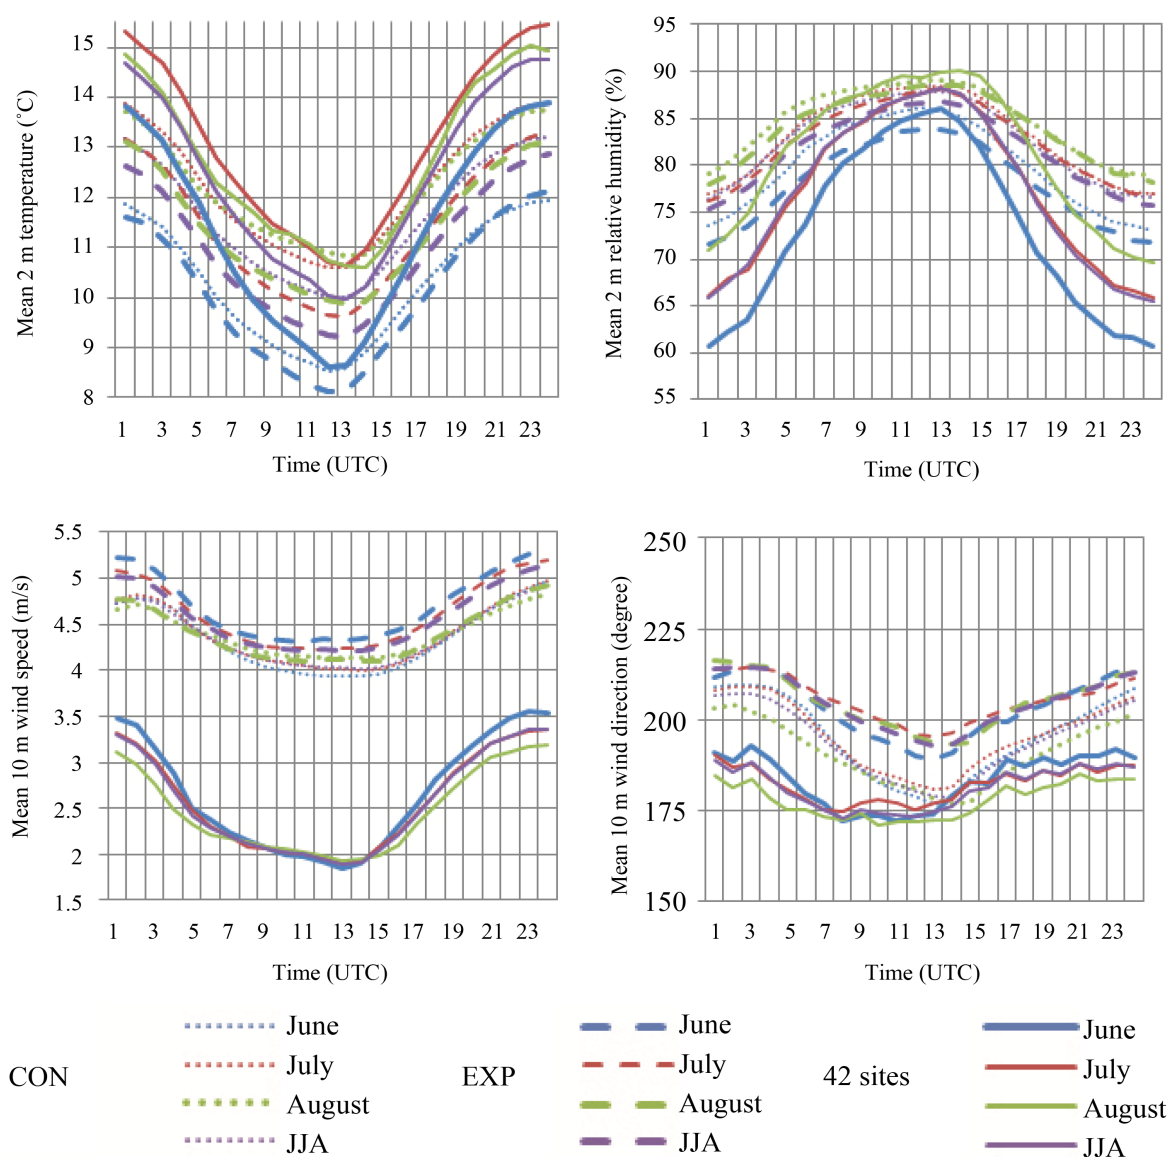 Mean 2 m temperature (˚C)
15
14
13
12
11
10
9
8
1 3 5 7 9 11 13 15 17 19 21 23
Time (UTC)
Mean 2 m relative humidity (%)
95
90
85
80
75
70
65
60
55
1 3 5 7 9 11 13 15 17 19 21 23
Time (UTC)
Mean 10 m wind speed (m/s)
5.5
5
4.5
4
3.5
3
2.5
2
1.5
1 3 5 7 9 11 13 15 17 19 21 23
Time (UTC)
Mean 10 m wind direction (degree)
250
225
200
175
150
1 3 5 7 9 11 13 15 17 19 21 23
Time (UTC)
CON
June
July
August
JJA
EXP
June
July
August
JJA
42 sites
June
July
August
JJA